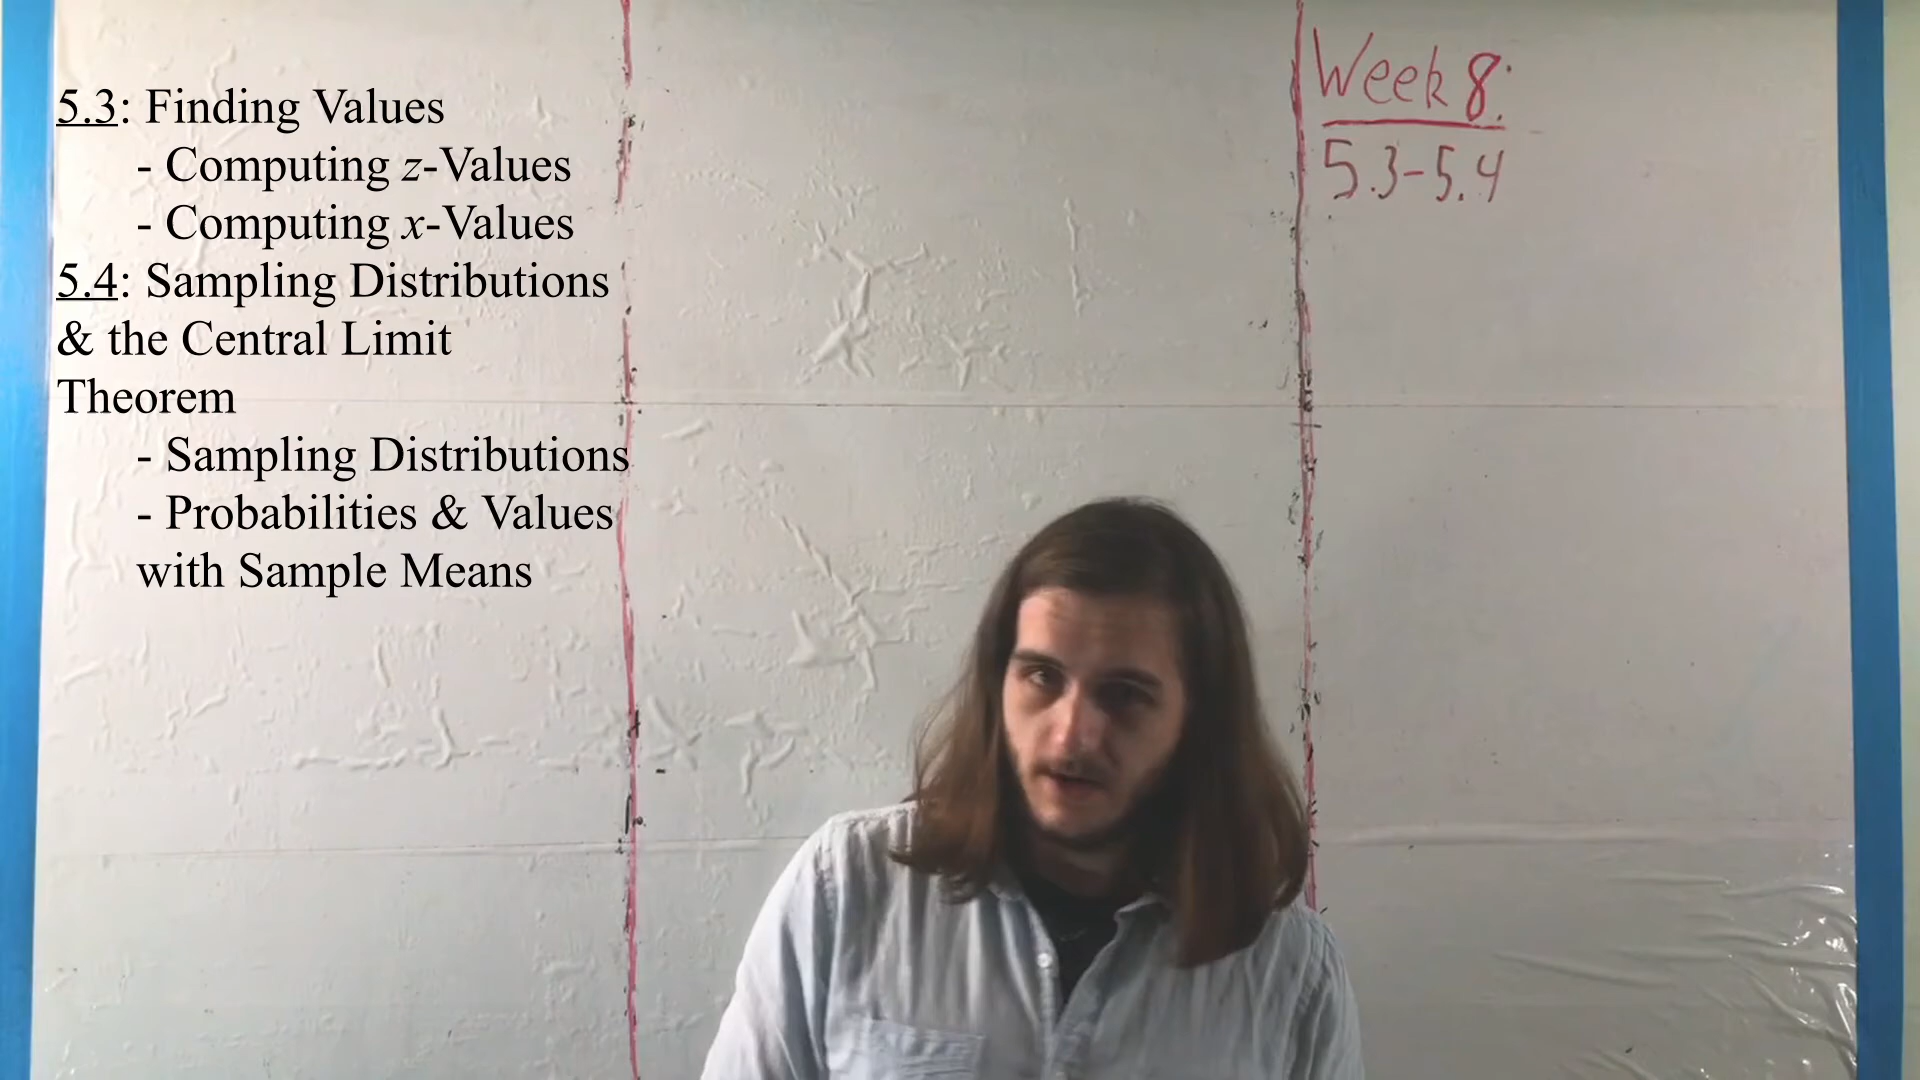 5.3: Finding Values
- Computing z-Values
- Computing x-Values
5.4: Sampling Distributions
& the Central Limit
Theorem
- Sampling Distributions
- Probabilities & Values
with Sample Means
Week 8:
5.3-5.4